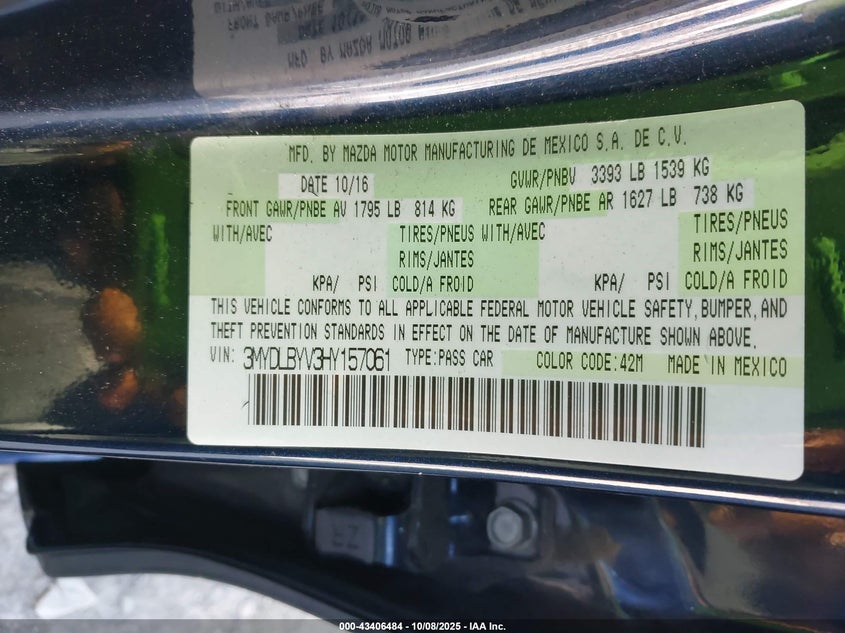 MFD. BY MAZDA MOTOR MANUFACTURING DE MEXICO S.A. DE C.V.
DATE 10/16 GVWR/PNBV 3393 LB 1539 KG
FRONT GAWR/PNBE AV 1795 LB 814 KG REAR GAWR/PNBE AR 1627 LB 738 KG
WITH/AVEC TIRES/PNEUS WITH/AVEC TIRES/PNEUS
RIMS/JANTES RIMS/JANTES
KPA/ PSI COLD/A FROID KPA/ PSI COLD/A FROID
THIS VEHICLE CONFORMS TO ALL APPLICABLE FEDERAL MOTOR VEHICLE SAFETY, BUMPER, AND
THEFT PREVENTION STANDARDS IN EFFECT ON THE DATE OF MANUFACTURE SHOWN ABOVE.
VIN: 3MYDLBYV3HY157061 TYPE:PASS CAR COLOR CODE:42M MADE IN MEXICO
ZR
000-43406484 - 10/08/2025 - IAA Inc.